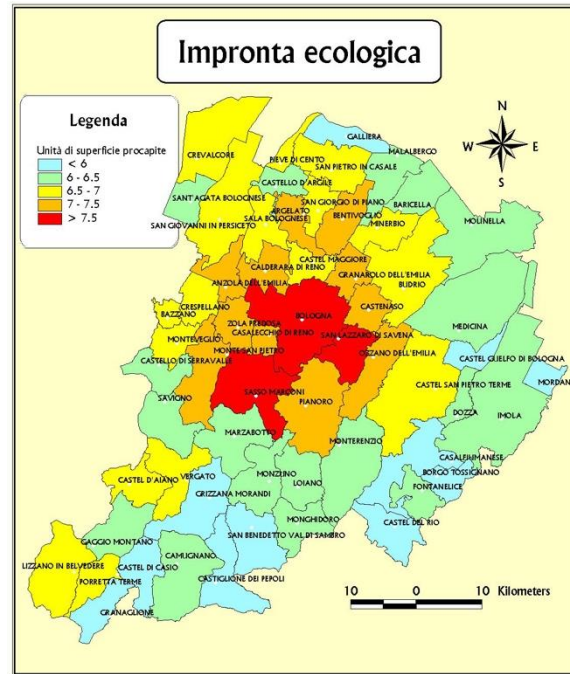 Impronta ecologica
Legenda
Unità di superficie procapite
< 6
6 - 6.5
6.5 - 7
7 - 7.5
> 7.5
N
W E
S
GALLIERA
CREVALCORE
PIEVE DI CENTO
MALALBERGO
SAN PIETRO IN CASALE
CASTELLO D'ARGILE
SANT'AGATA BOLOGNESE
SAN GIORGIO DI PIANO
BARICELLA
ARGELATO
BENTIVOGLIO
SALA BOLOGNESE
MINERBIO
MOLINELLA
SAN GIOVANNI IN PERSICETO
CASTEL MAGGIORE
CALDERARA DI RENO
GRANAROLO DELL'EMILIA
ANZOLA DELL'EMILIA
BUDRIO
CRESPELLANO
CASTENASO
BAZZANO
BOLOGNA
ZOLA PREDOSA
MEDICINA
CASALECCHIO DI RENO
SAN LAZZARO DI SAVENA
MONTEVEGLIO
MONTE SAN PIETRO
OZZANO DELL'EMILIA
CASTELLO DI SERRAVALLE
CASTEL GUELFO DI BOLOGNA
MORDAN
CASTEL SAN PIETRO TERME
SASSO MARCONI
SAVIGNO
PIANORO
DOZZA
IMOLA
MARZABOTTO
MONTERENZIO
CASALFIUMANESE
VERGATO
MONZUNO
BORGO TOSSIGNANO
CASTEL D'AIANO
LOIANO
FONTANELICE
GRIZZANA MORANDI
MONGHIDORO
CASTEL DEL RIO
SAN BENEDETTO VAL DI SAMBRO
GAGGIO MONTANO
CAMUGNANO
LIZZANO IN BELVEDERE
CASTEL DI CASIO
PORRETTA TERME
CASTIGLIONE DEI PEPOLI
GRANAGLIONE
10 0 10 Kilometers